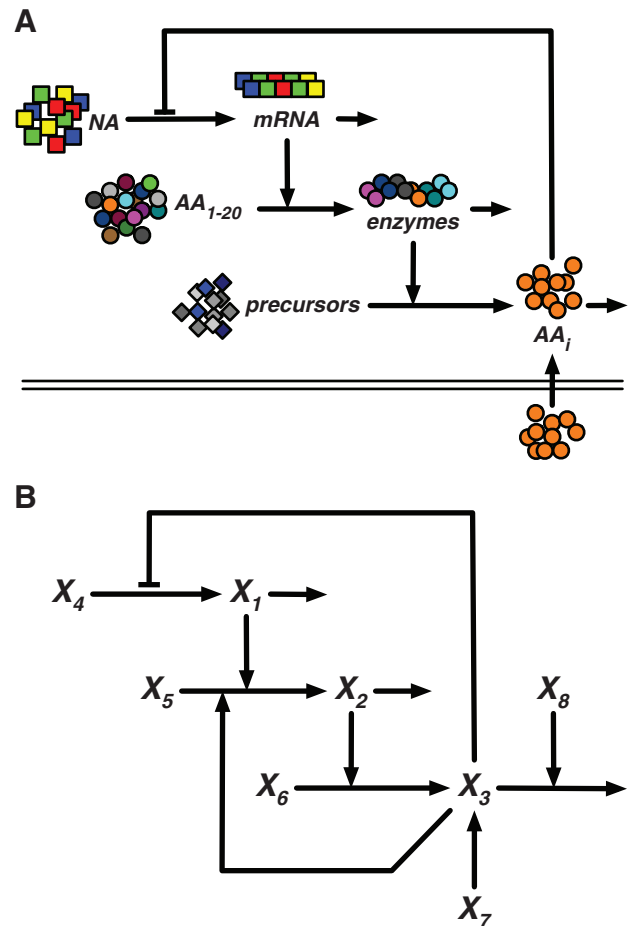 A
NA
mRNA
AA1-20
enzymes
precursors
AAi
B
X4
X1
X5
X2
X8
X6
X3
X7